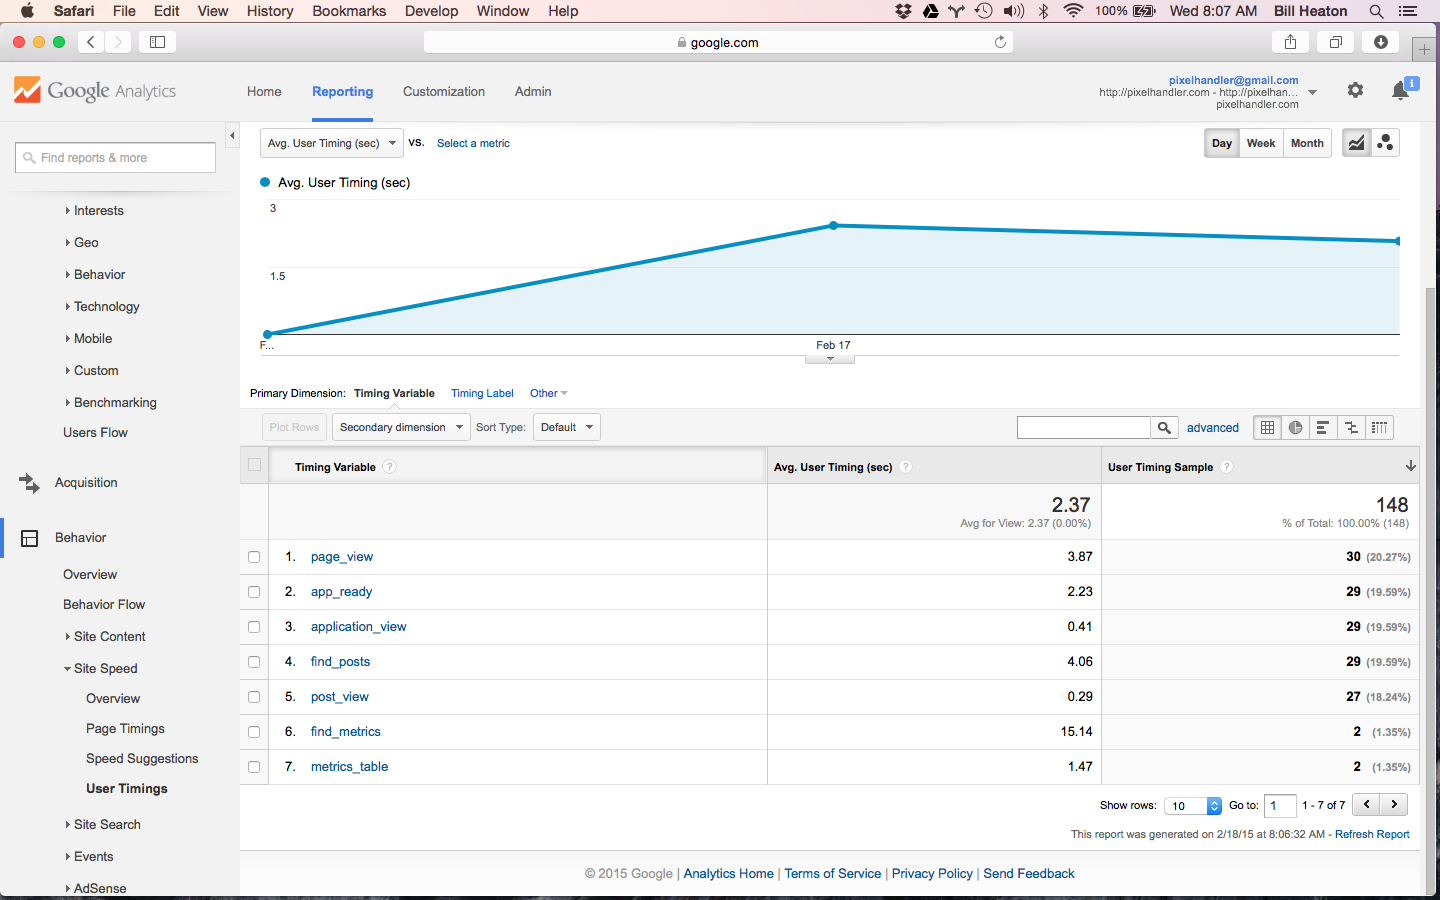 Safari File Edit View History Bookmarks Develop Window Help 100% Wed 8:07 AM Bill Heaton
google.com
Google Analytics Home Reporting Customization Admin
pixelhandler@gmail.com
http://pixelhandler.com - http://pixelhan...
pixelhandler.com
i
Find reports & more
Interests
Geo
Behavior
Technology
Mobile
Custom
Benchmarking
Users Flow
Acquisition
Behavior
Overview
Behavior Flow
Site Content
Site Speed
Overview
Page Timings
Speed Suggestions
User Timings
Site Search
Events
AdSense
Avg. User Timing (sec) VS. Select a metric
Day Week Month
Avg. User Timing (sec)
3
1.5
F... Feb 17
Primary Dimension: Timing Variable Timing Label Other
Plot Rows Secondary dimension Sort Type: Default advanced
Timing Variable ? Avg. User Timing (sec) ? User Timing Sample ?
2.37 148
Avg for View: 2.37 (0.00%) % of Total: 100.00% (148)
1. page_view 3.87 30 (20.27%)
2. app_ready 2.23 29 (19.59%)
3. application_view 0.41 29 (19.59%)
4. find_posts 4.06 29 (19.59%)
5. post_view 0.29 27 (18.24%)
6. find_metrics 15.14 2 (1.35%)
7. metrics_table 1.47 2 (1.35%)
Show rows: 10 Go to: 1 1 - 7 of 7
This report was generated on 2/18/15 at 8:06:32 AM - Refresh Report
© 2015 Google | Analytics Home | Terms of Service | Privacy Policy | Send Feedback